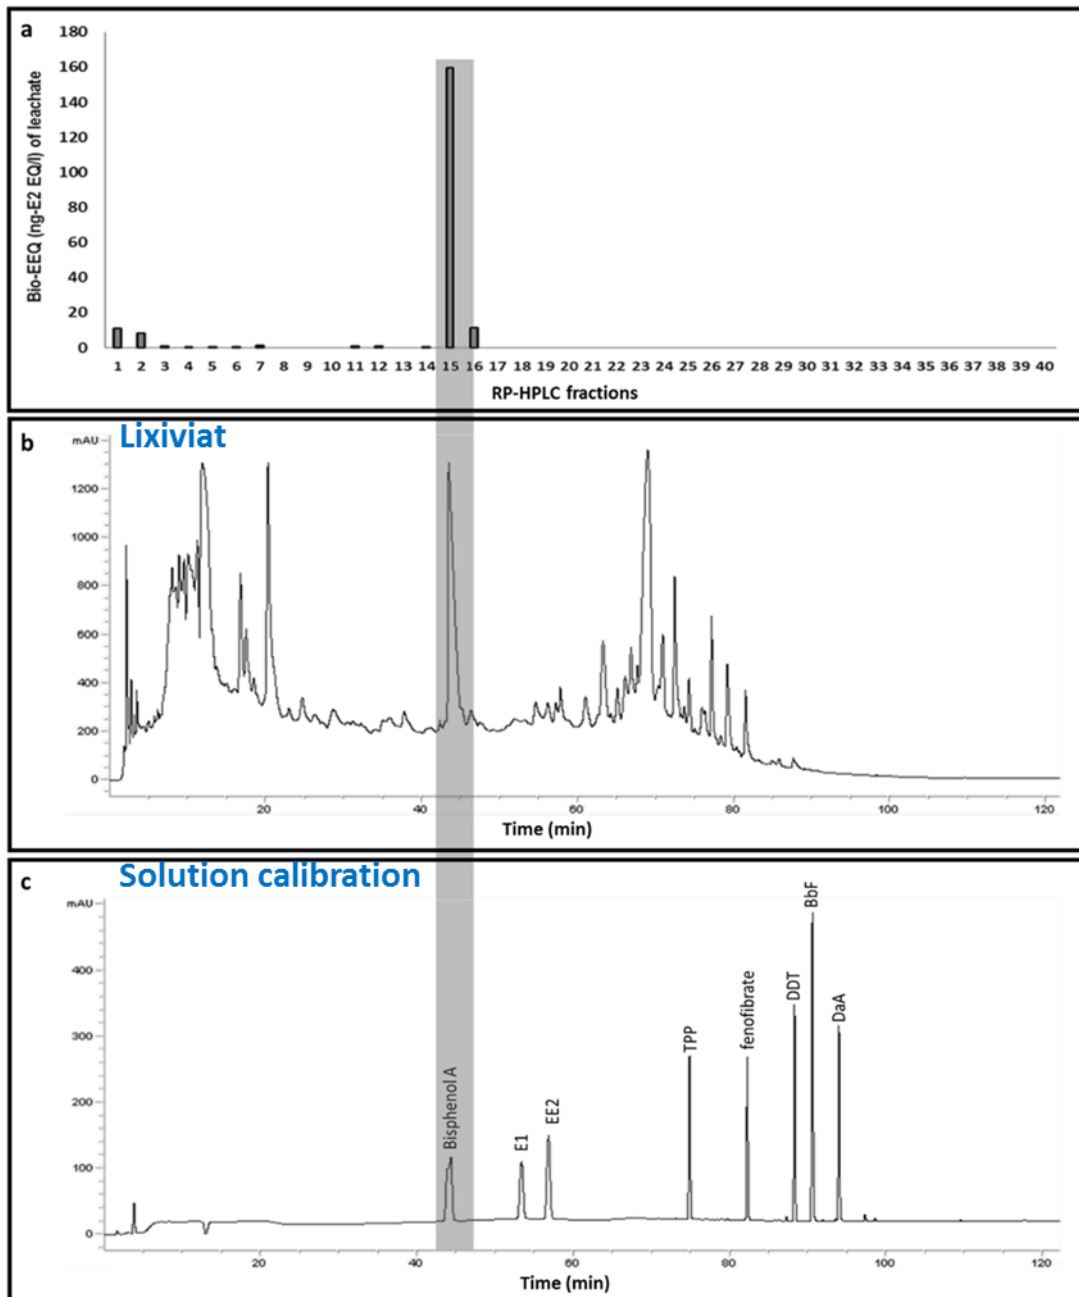 a
Bio-EEQ (ng-E2 EQ/l) of leachate
180
160
140
120
100
80
60
40
20
0
1 2 3 4 5 6 7 8 9 10 11 12 13 14 15 16 17 18 19 20 21 22 23 24 25 26 27 28 29 30 31 32 33 34 35 36 37 38 39 40
RP-HPLC fractions
b
Lixiviat
mAU
1200
1000
800
600
400
200
0
20 40 60 80 100 120
Time (min)
c
Solution calibration
mAU
400
300
200
100
0
Bisphenol A
E1
EE2
TPP
fenofibrate
DDT
BbF
DaA
20 40 60 80 100 120
Time (min)